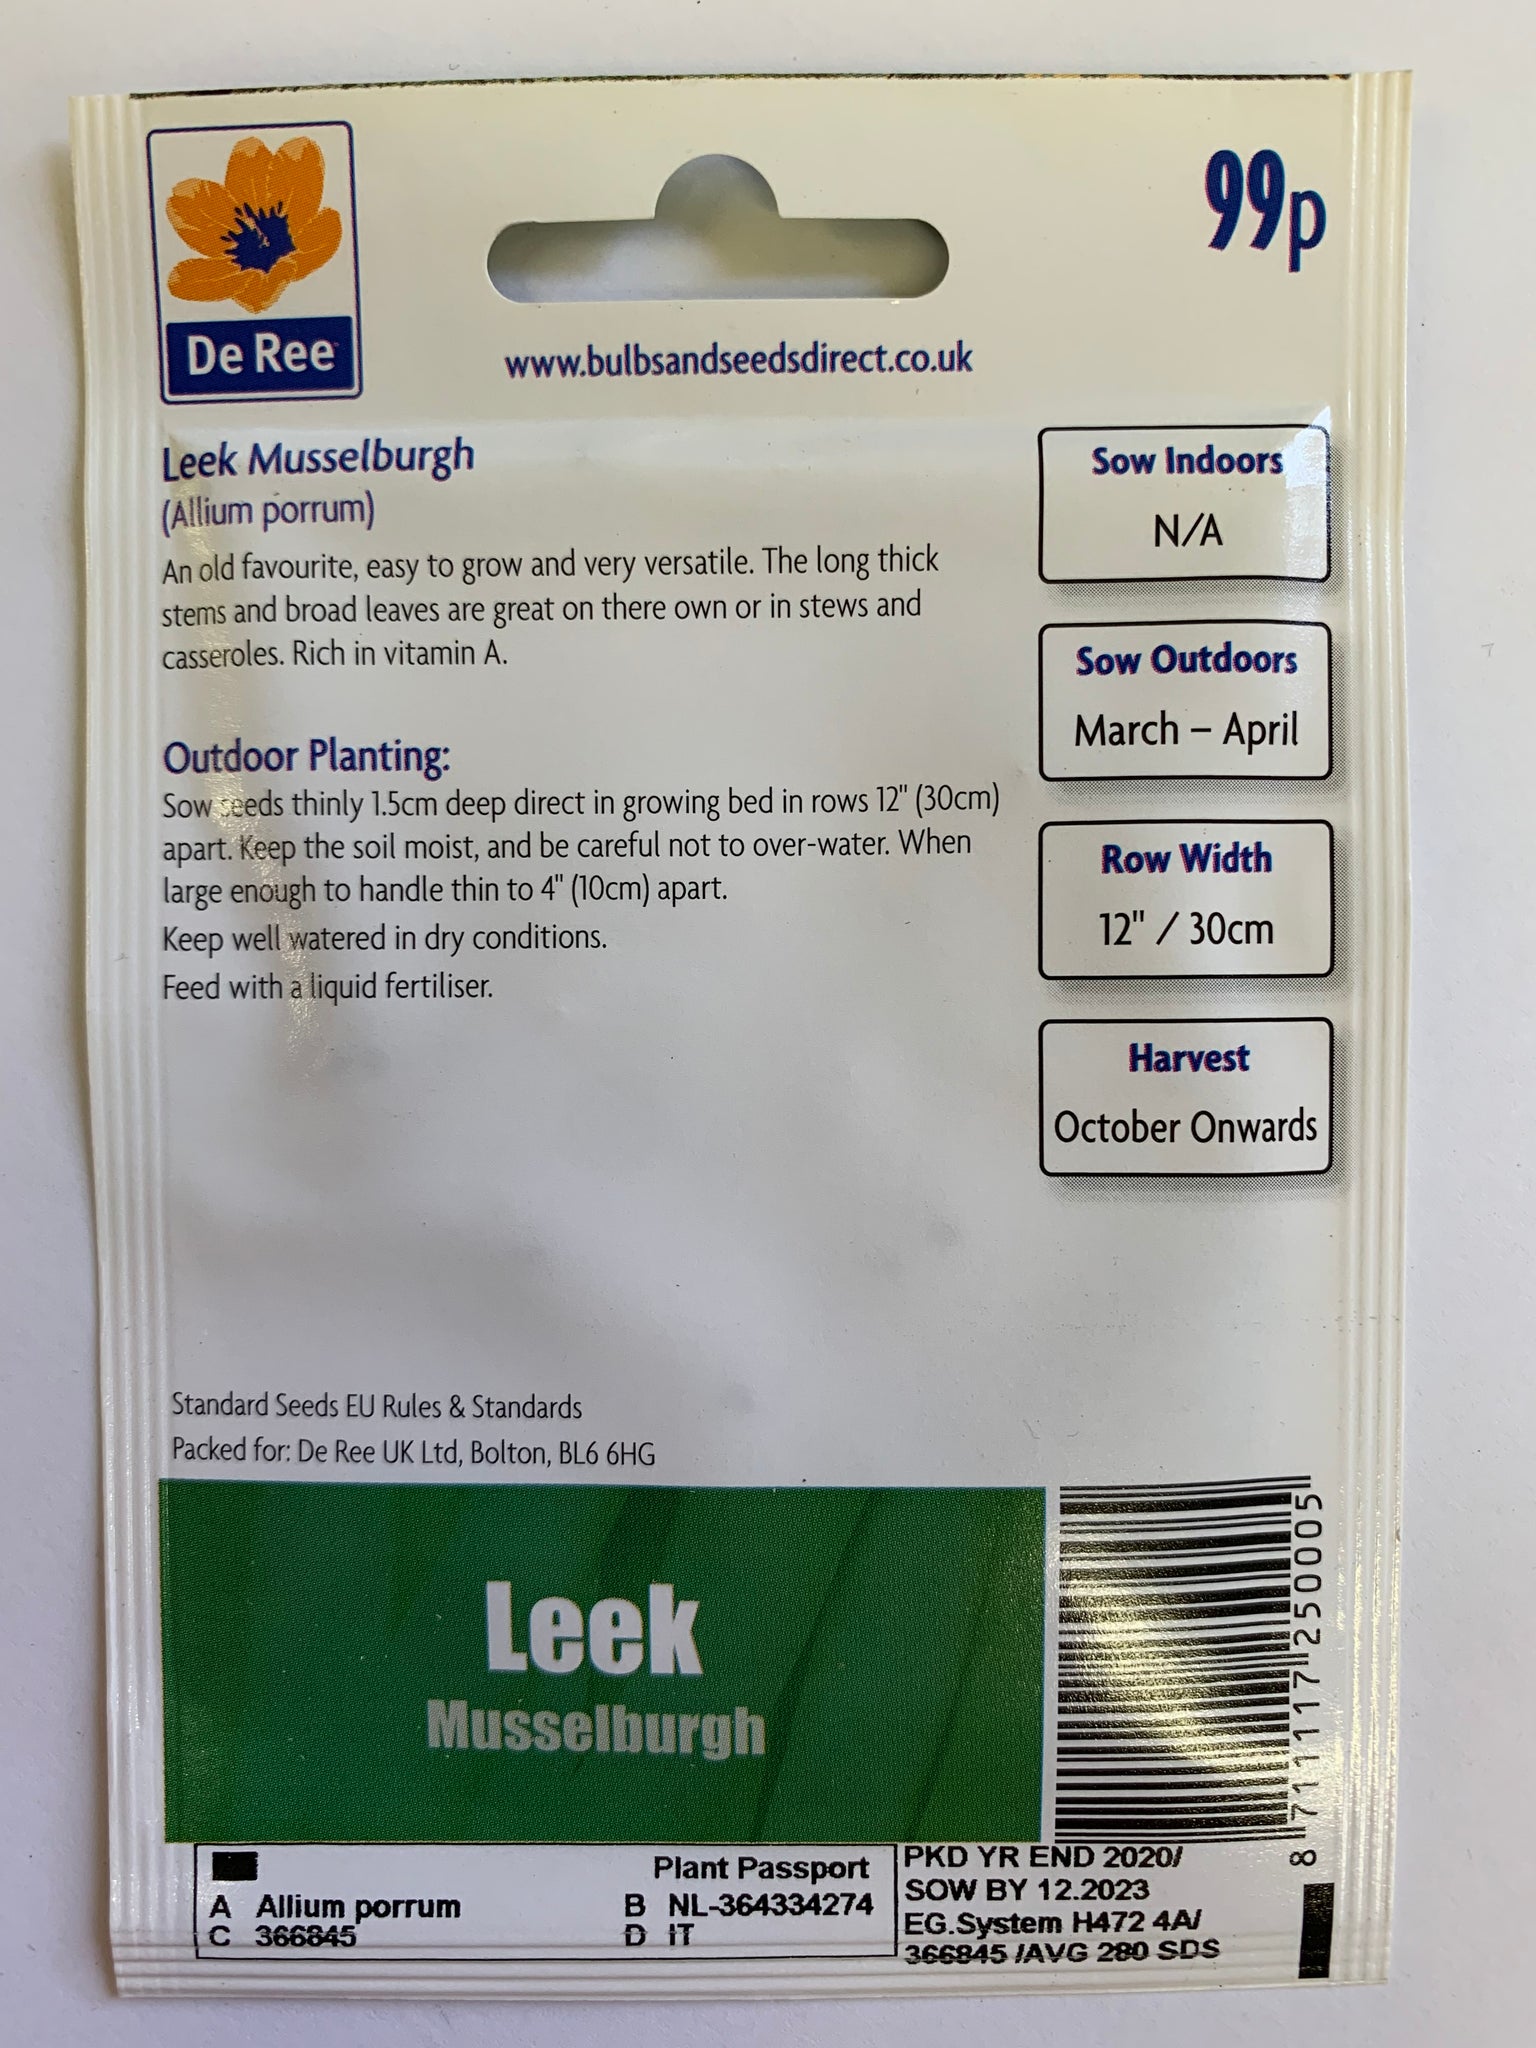 99p
De Ree
www.bulbsandseedsdirect.co.uk
Leek Musselburgh
(Allium porrum)
An old favourite, easy to grow and very versatile. The long thick
stems and broad leaves are great on there own or in stews and
casseroles. Rich in vitamin A.
Outdoor Planting:
Sow seeds thinly 1.5cm deep direct in growing bed in rows 12" (30cm)
apart. Keep the soil moist, and be careful not to over-water. When
large enough to handle thin to 4" (10cm) apart.
Keep well watered in dry conditions.
Feed with a liquid fertiliser.
Sow Indoors
N/A
Sow Outdoors
March – April
Row Width
12" / 30cm
Harvest
October Onwards
Standard Seeds EU Rules & Standards
Packed for: De Ree UK Ltd, Bolton, BL6 6HG
Leek
Musselburgh
8 711117 250005
Plant Passport
A Allium porrum B NL-364334274
C 366845 D IT
PKD YR END 2020/
SOW BY 12.2023
EG.System H472 4A/
366845 /AVG 280 SDS